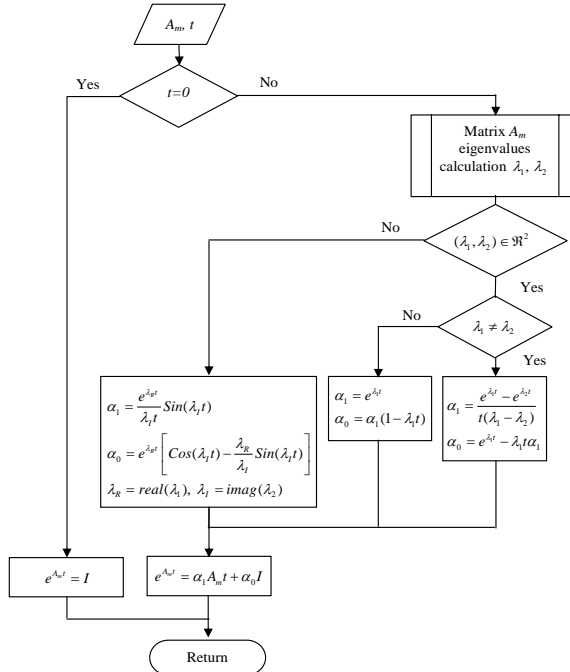 A_m, t
Yes
t=0
No
Matrix A_m
eigenvalues
calculation λ_1, λ_2
No
(λ_1, λ_2) ∈ ℜ^2
Yes
No
λ_1 ≠ λ_2
Yes
α_1 = e^{λ_R t}/(λ_I t) Sin(λ_I t)
α_0 = e^{λ_R t} [Cos(λ_I t) − λ_R/λ_I Sin(λ_I t)]
λ_R = real(λ_1), λ_I = imag(λ_2)
α_1 = e^{λ_1 t}
α_0 = α_1(1 − λ_1 t)
α_1 = (e^{λ_1 t} − e^{λ_2 t})/(t(λ_1 − λ_2))
α_0 = e^{λ_1 t} − λ_1 tα_1
e^{A_m t} = I
e^{A_m t} = α_1 A_m t + α_0 I
Return